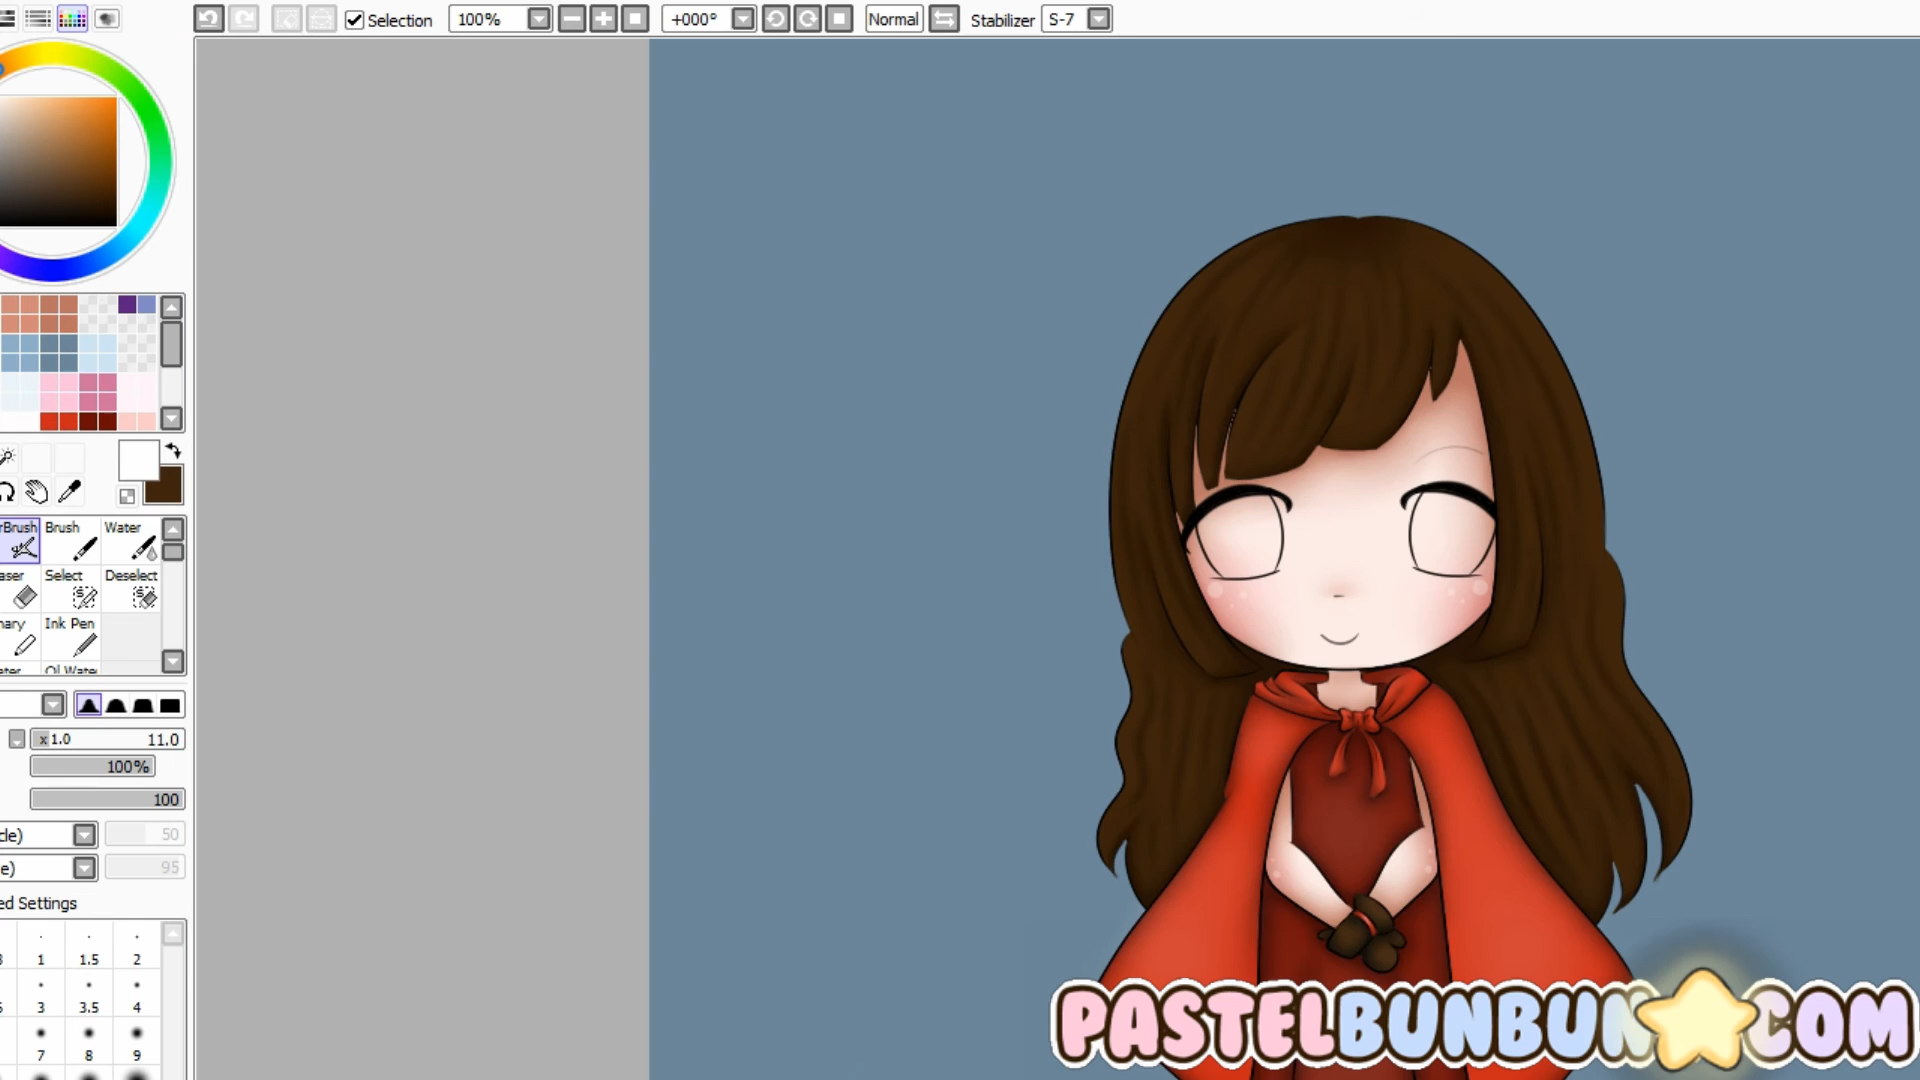 Selection 100% +000° Normal Stabilizer S-7
Brush Brush Water
Select Deselect
Ink Pen
x1.0 11.0
100%
100
50
95
Settings
1 1.5 2
3 3.5 4
7 8 9
PASTELBUNBUN COM